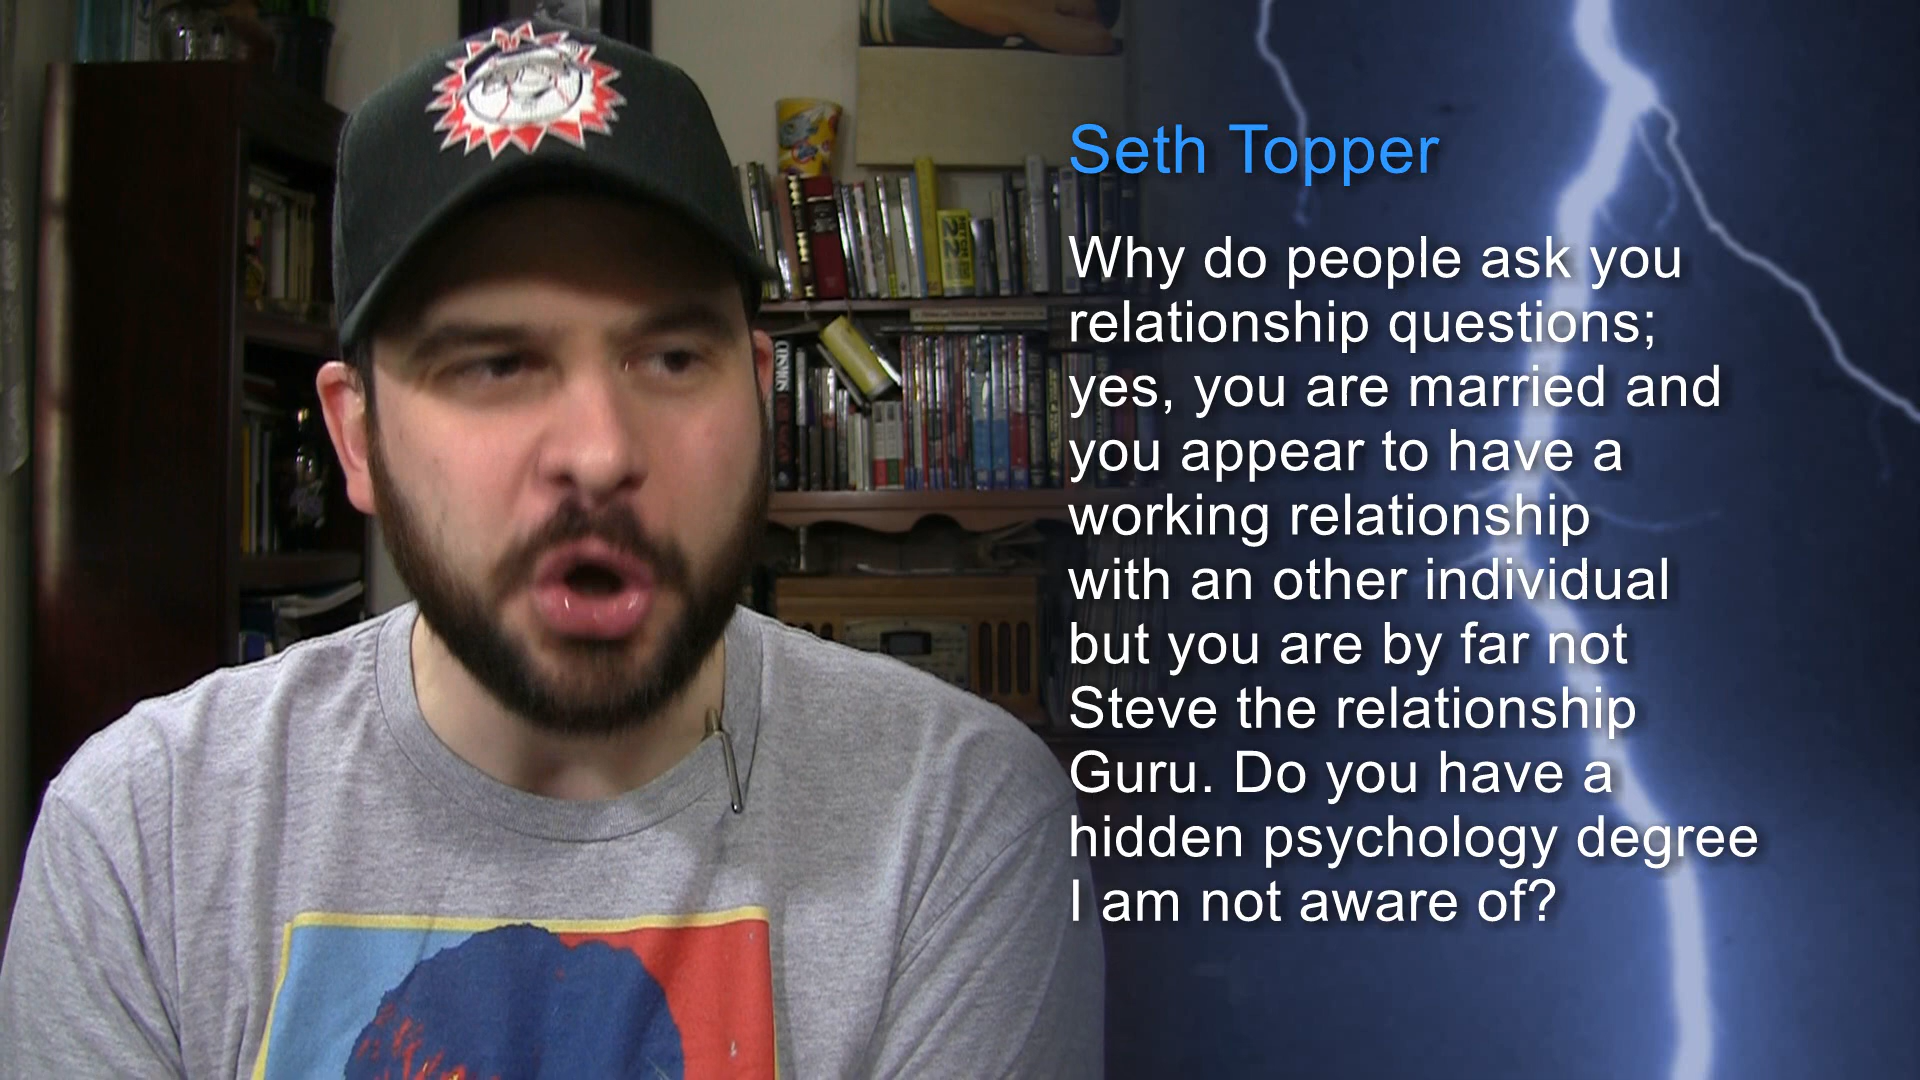 Seth Topper
Why do people ask you
relationship questions;
yes, you are married and
you appear to have a
working relationship
with an other individual
but you are by far not
Steve the relationship
Guru. Do you have a
hidden psychology degree
I am not aware of?
COSMOS